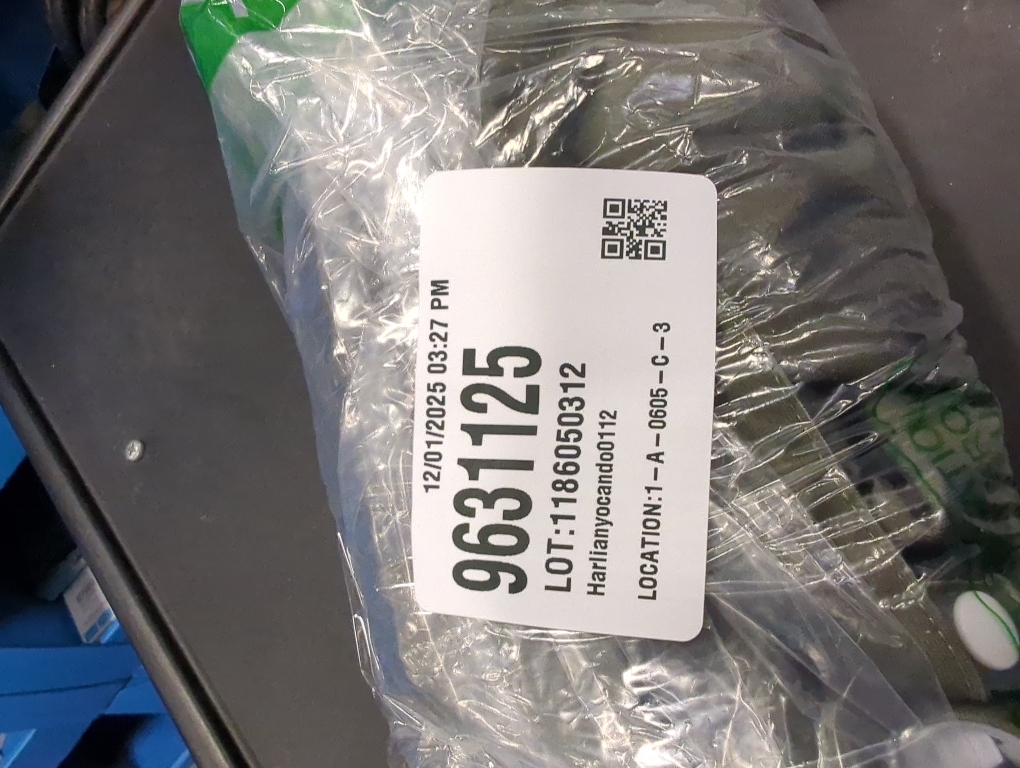 12/01/2025 03:27 PM
9631125
LOT:1186050312
Harlianyocando0112
LOCATION:1-A-0605-C-3